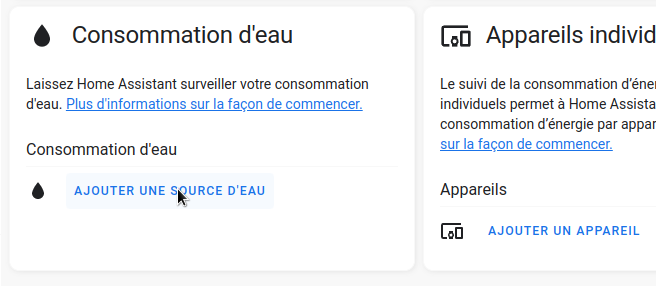 Consommation d'eau
Laissez Home Assistant surveiller votre consommation
d'eau. Plus d'informations sur la façon de commencer.
Consommation d'eau
AJOUTER UNE SOURCE D'EAU
Appareils individ
Le suivi de la consommation d'éner
individuels permet à Home Assista
consommation d'énergie par appar
sur la façon de commencer.
Appareils
AJOUTER UN APPAREIL